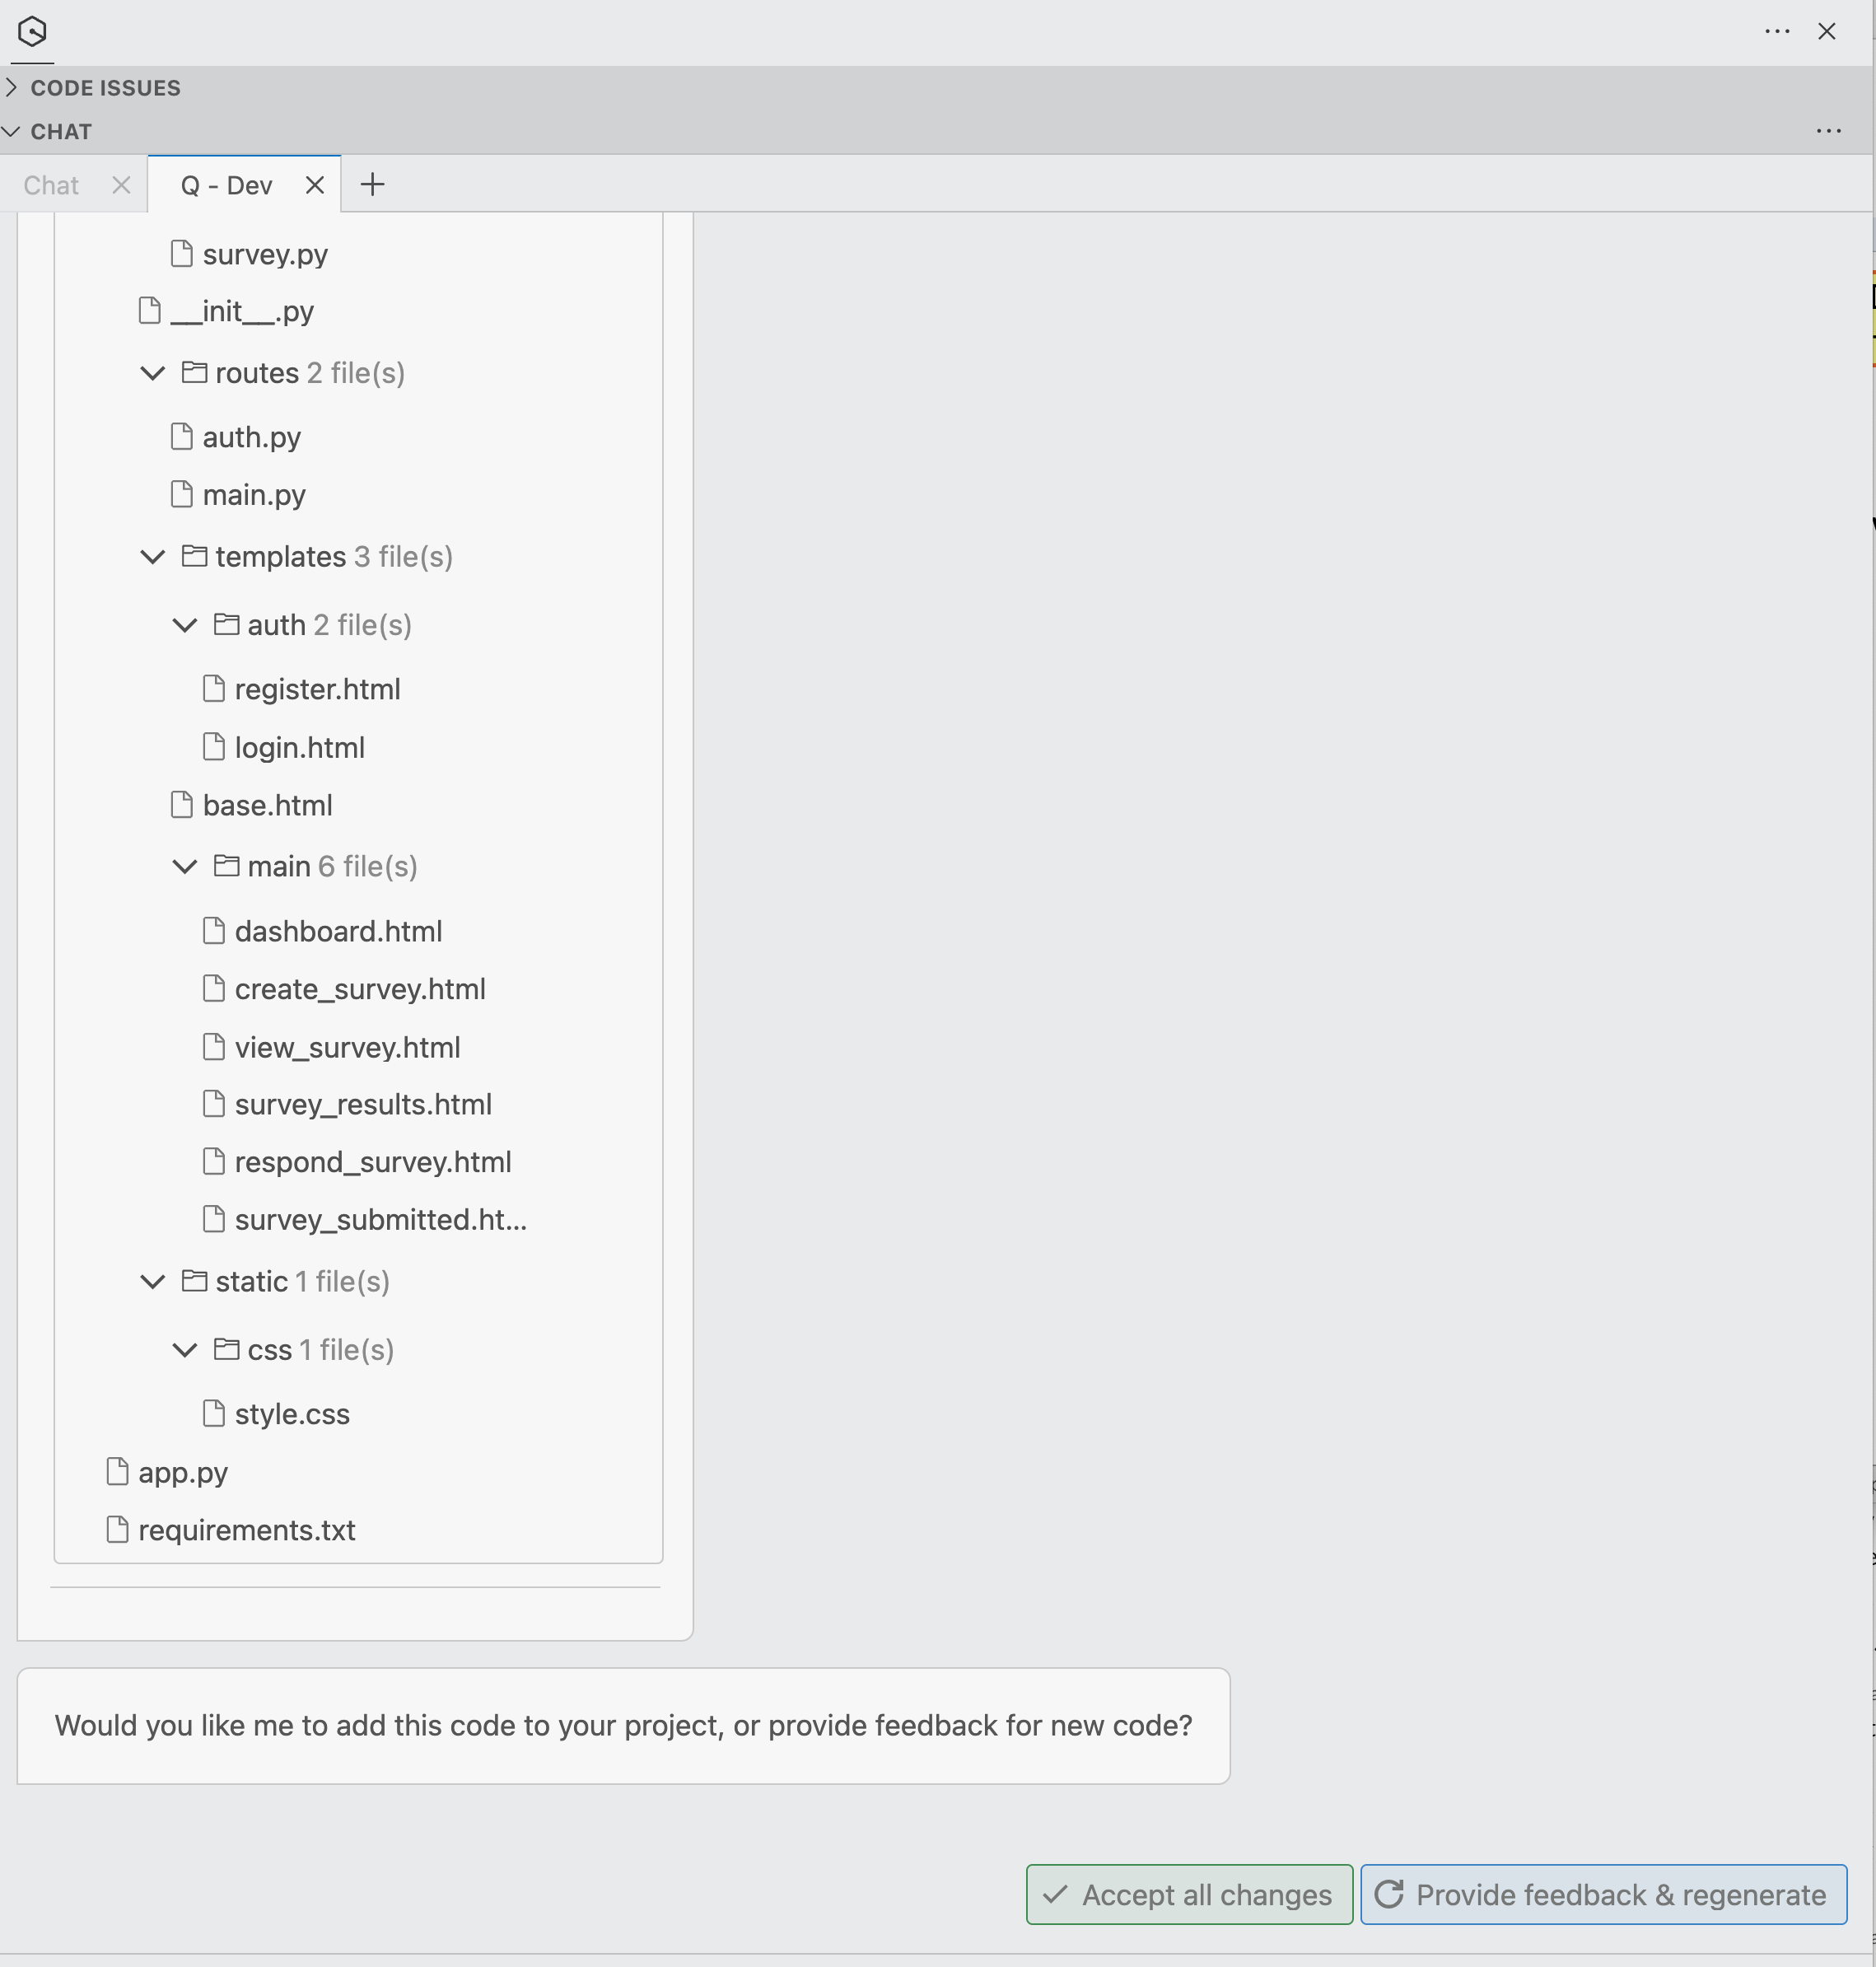 CODE ISSUES
CHAT
Chat
Q - Dev
survey.py
__init__.py
routes 2 file(s)
auth.py
main.py
templates 3 file(s)
auth 2 file(s)
register.html
login.html
base.html
main 6 file(s)
dashboard.html
create_survey.html
view_survey.html
survey_results.html
respond_survey.html
survey_submitted.ht...
static 1 file(s)
css 1 file(s)
style.css
app.py
requirements.txt
Would you like me to add this code to your project, or provide feedback for new code?
Accept all changes
Provide feedback & regenerate